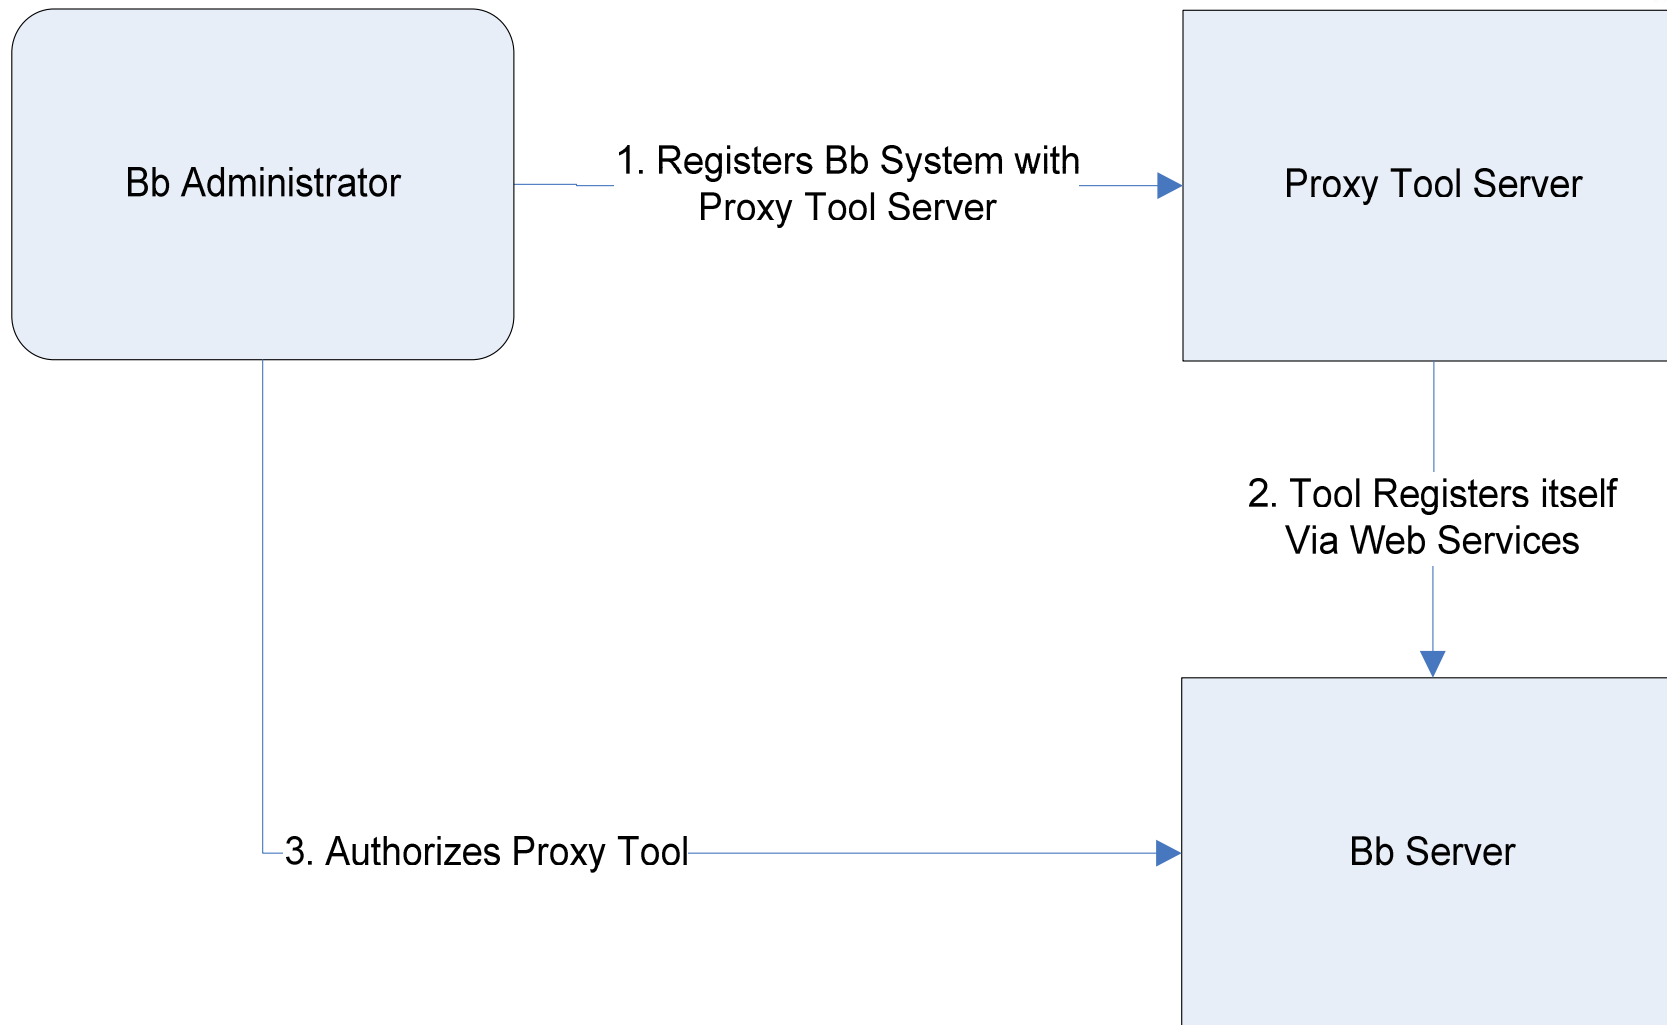 Bb Administrator
1. Registers Bb System with
Proxy Tool Server
Proxy Tool Server
2. Tool Registers itself
Via Web Services
3. Authorizes Proxy Tool
Bb Server